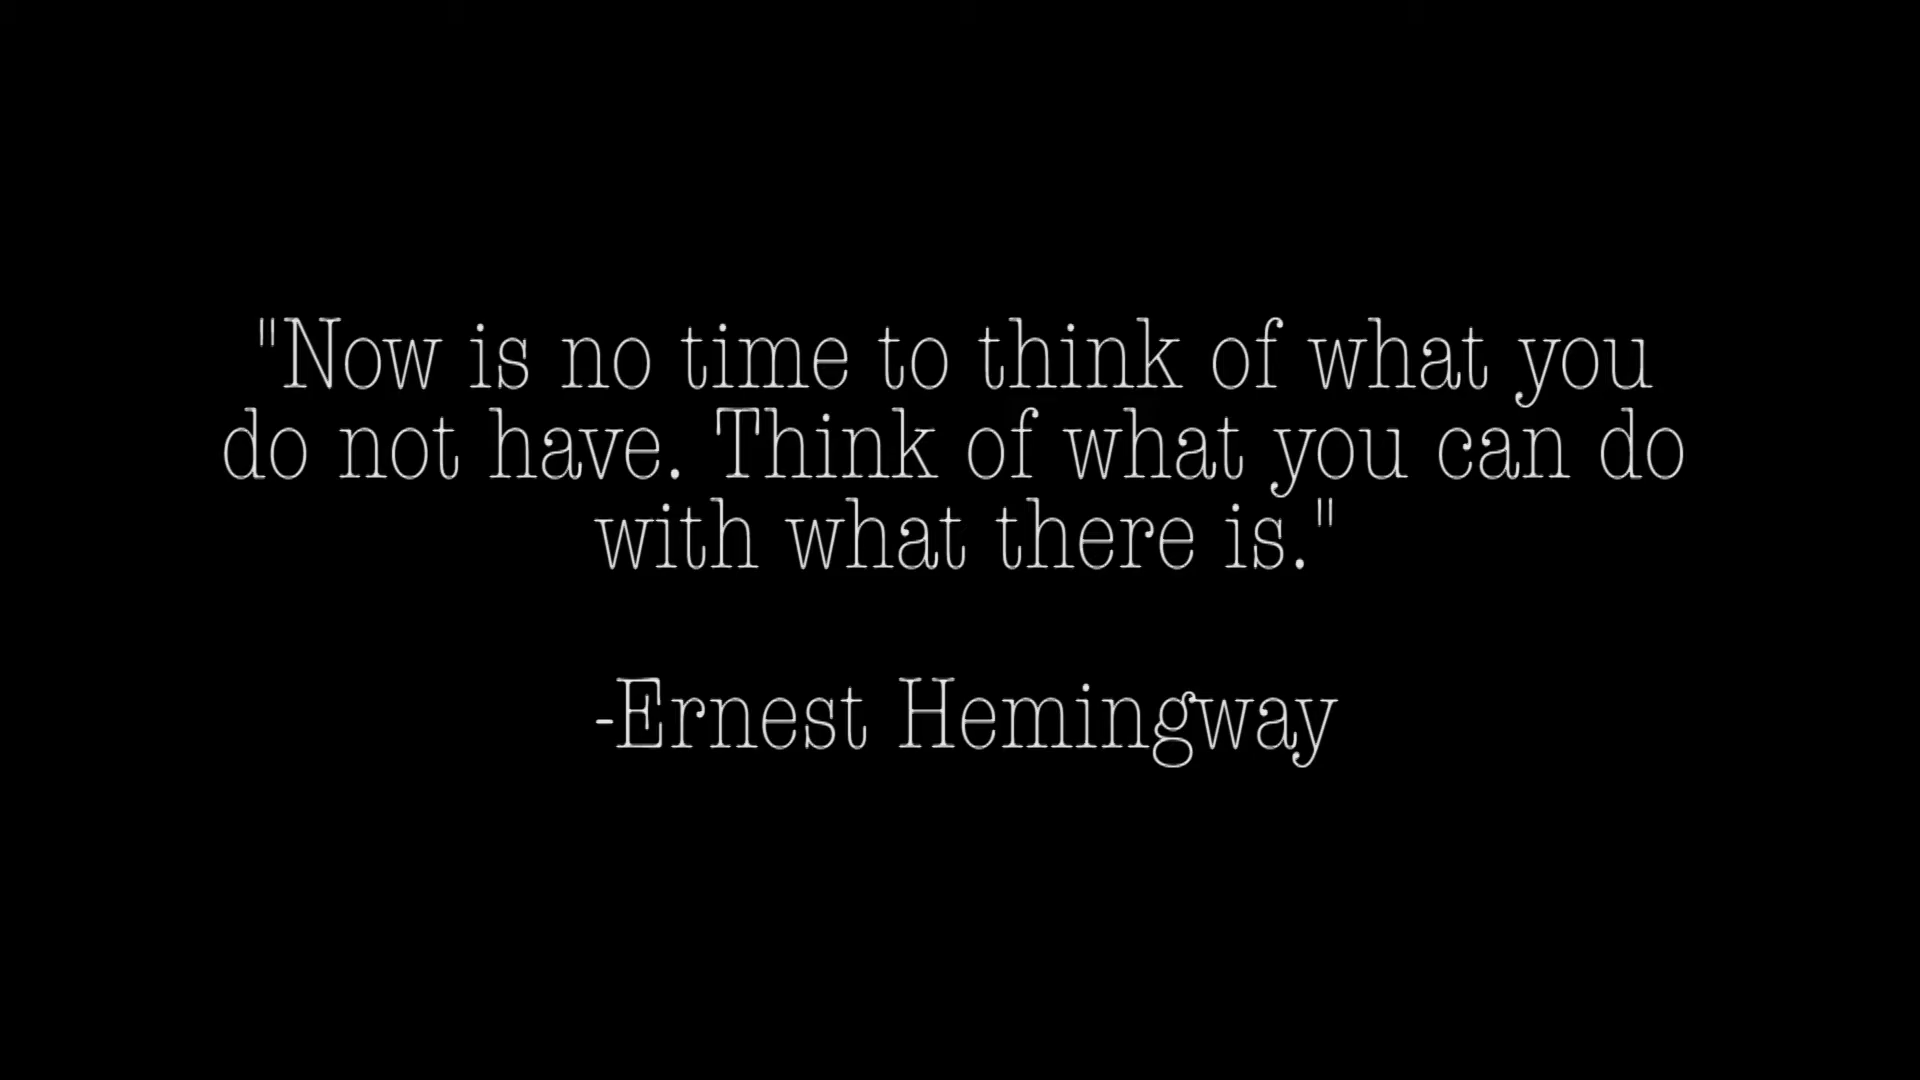 "Now is no time to think of what you
do not have. Think of what you can do
with what there is."
-Ernest Hemingway